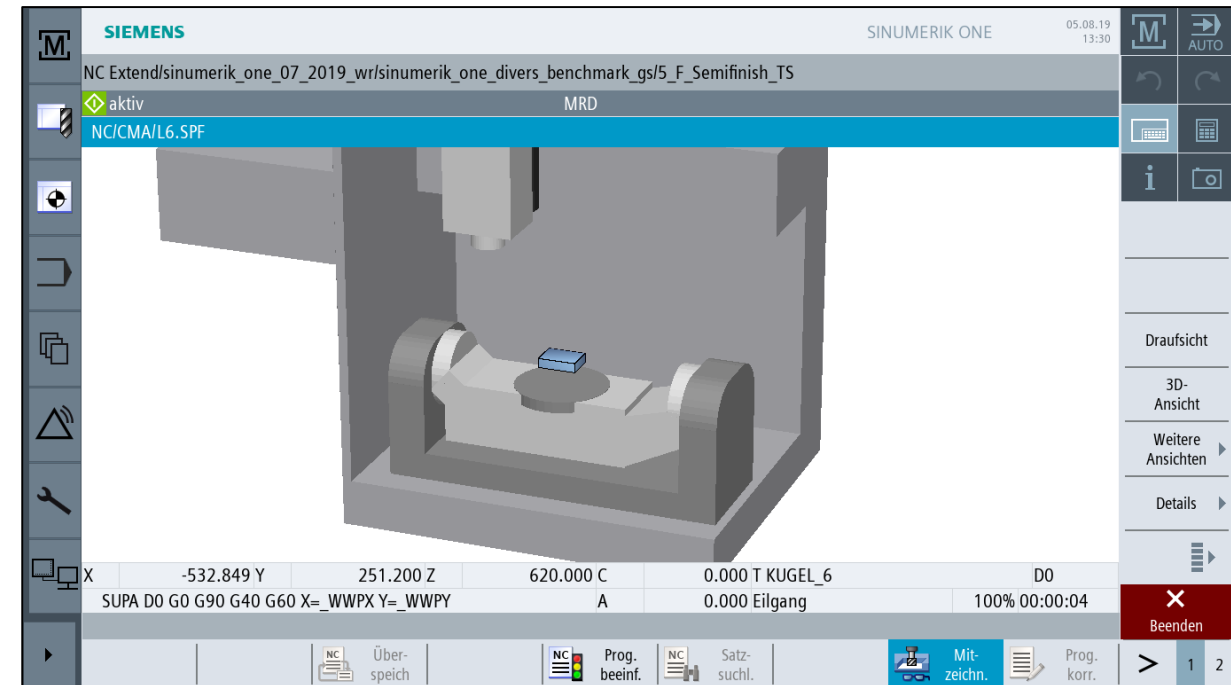 SIEMENS
SINUMERIK ONE
05.08.19
13:30
M
M
AUTO
NC Extend/sinumerik_one_07_2019_wr/sinumerik_one_divers_benchmark_gs/5_F_Semifinish_TS
aktiv
MRD
NC/CMA/L6.SPF
i
Draufsicht
3D-
Ansicht
Weitere
Ansichten
Details
X -532.849 Y 251.200 Z 620.000 C 0.000 T KUGEL_6 D0
SUPA D0 G0 G90 G40 G60 X=_WWPX Y=_WWPY A 0.000 Eilgang 100% 00:00:04
Beenden
NC Über-
speich
NC Prog.
beeinf.
NC Satz-
suchl.
Mit-
zeichn.
Prog.
korr.
> 1 2